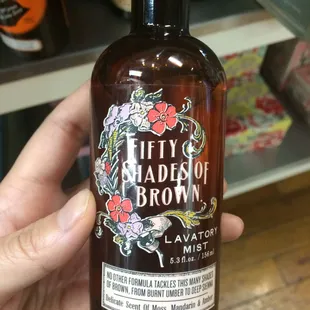 FIFTY
SHADES OF
BROWN
LAVATORY
MIST
5.3 fl.oz. / 156 ml
NO OTHER FORMULA TACKLES THIS MANY SHADES
OF BROWN, FROM BURNT UMBER TO DEEP SIENNA
Delicate Scent Of Moss, Mandarin & Amber